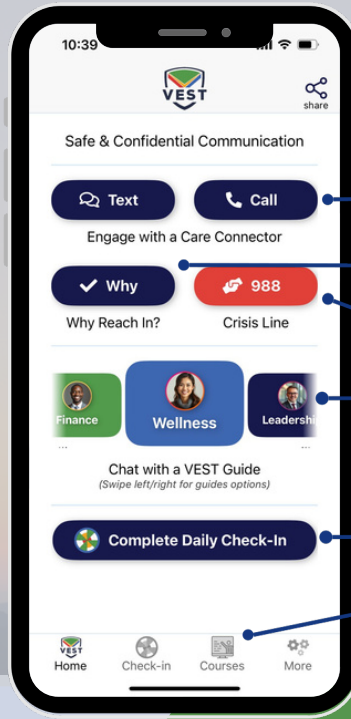 10:39
VEST
share
Safe & Confidential Communication
Text Call
Engage with a Care Connector
Why 988
Why Reach In? Crisis Line
Finance Wellness Leadersh
... ...
Chat with a VEST Guide
(Swipe left/right for guides options)
Complete Daily Check-In
VEST
Home Check-in Courses More